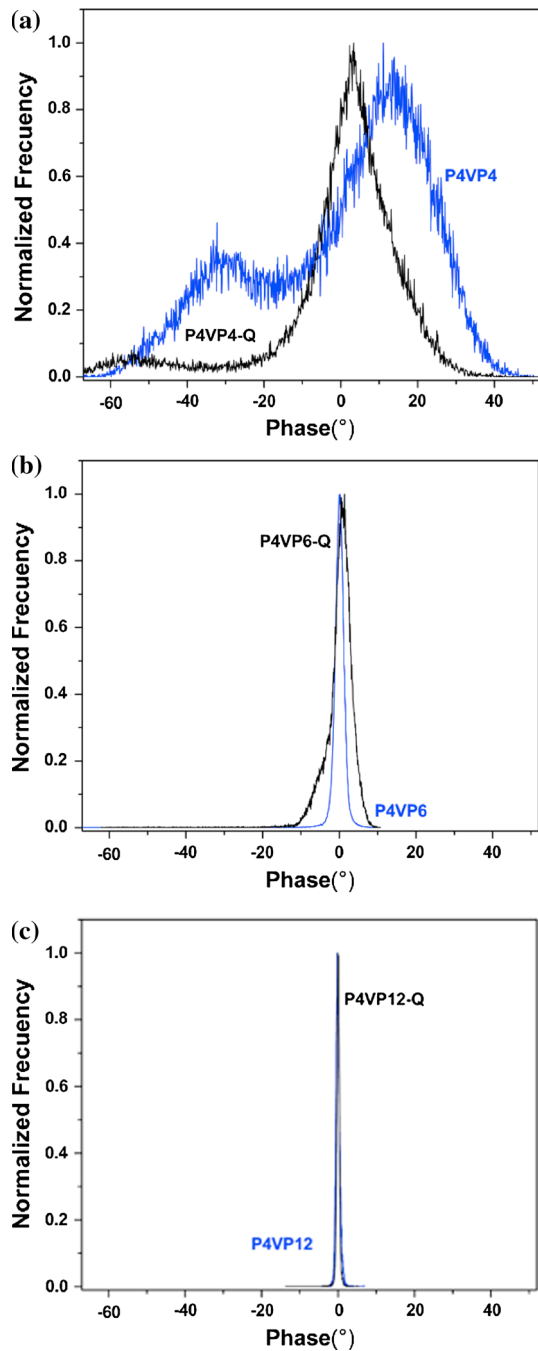 (a)
1.0
0.8
0.6
0.4
0.2
0.0
Normalized Frecuency
P4VP4
P4VP4-Q
-60 -40 -20 0 20 40
Phase(°)
(b)
1.0
0.8
0.6
0.4
0.2
0.0
Normalized Frecuency
P4VP6-Q
P4VP6
-60 -40 -20 0 20 40
Phase(°)
(c)
1.0
0.8
0.6
0.4
0.2
0.0
Normalized Frecuency
P4VP12-Q
P4VP12
-60 -40 -20 0 20 40
Phase(°)